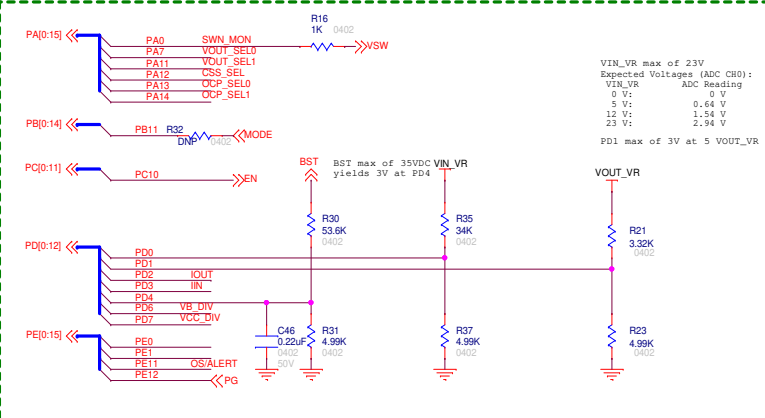 R16
1K 0402
PA[0:15]
PA0 SWN_MON
VSW
PA7 VOUT_SEL0
PA11 VOUT_SEL1
PA12 CSS_SEL
PA13 OCP_SEL0
PA14 OCP_SEL1
VIN_VR max of 23V
Expected Voltages (ADC CH0):
VIN_VR ADC Reading
0 V: 0 V
5 V: 0.64 V
12 V: 1.54 V
23 V: 2.94 V
PD1 max of 3V at 5 VOUT_VR
PB[0:14]
PB11 R32
DNP 0402
MODE
PC[0:11]
PC10
EN
BST
BST max of 35VDC
yields 3V at PD4
VIN_VR
VOUT_VR
R30
53.6K
0402
R35
34K
0402
R21
3.32K
0402
PD[0:12]
PD0
PD1
PD2 IOUT
PD3 IIN
PD4
PD6 VB_DIV
PD7 VCC_DIV
C46
0.22uF
0402
50V
R31
4.99K
0402
R37
4.99K
0402
R23
4.99K
0402
PE[0:15]
PE0
PE1
PE11 OS/ALERT
PE12
PG